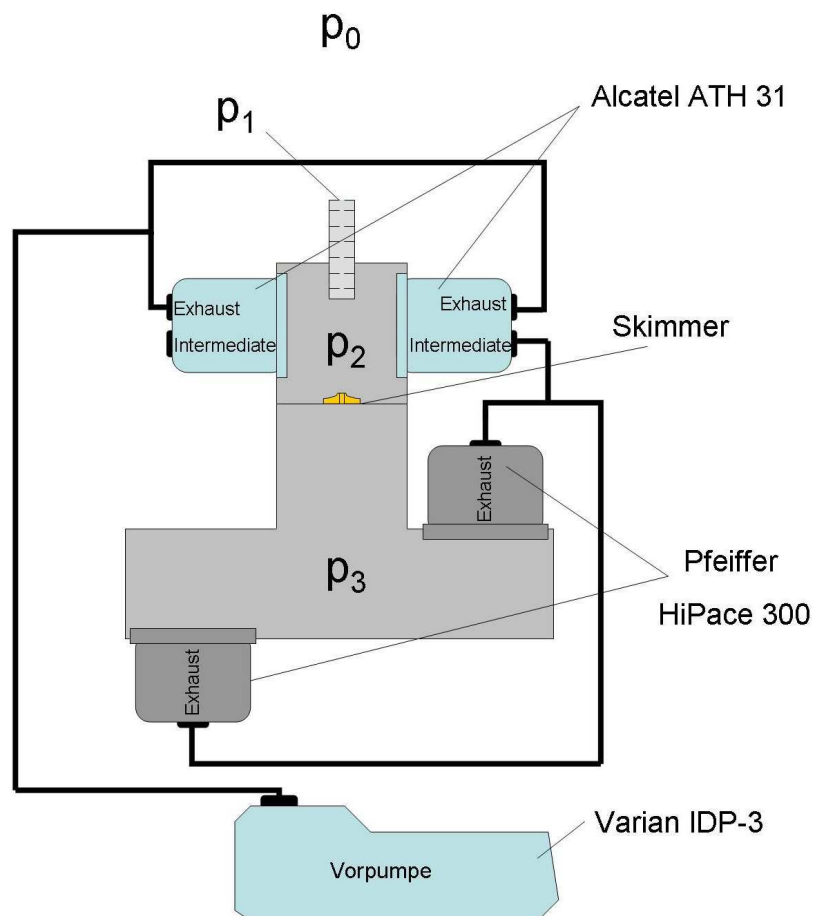 p0
Alcatel ATH 31
p1
Exhaust
Exhaust
Skimmer
Intermediate
Intermediate
p2
Exhaust
Pfeiffer
p3
HiPace 300
Exhaust
Varian IDP-3
Vorpumpe